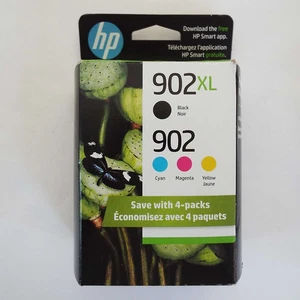 hp
Download the free
HP Smart app.
Téléchargez l'application
HP Smart gratuite.
902XL
Black
Noir
902
Cyan
Magenta
Yellow
Jaune
Save with 4-packs
Économisez avec 4 paquets